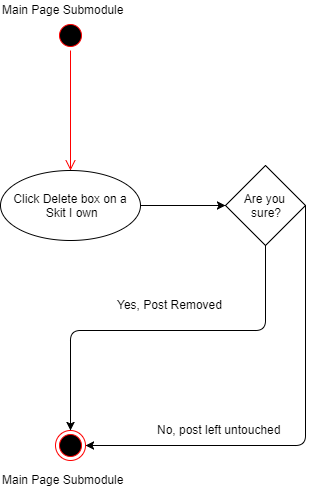 Main Page Submodule
Click Delete box on a
Skit I own
Are you
sure?
Yes, Post Removed
No, post left untouched
Main Page Submodule